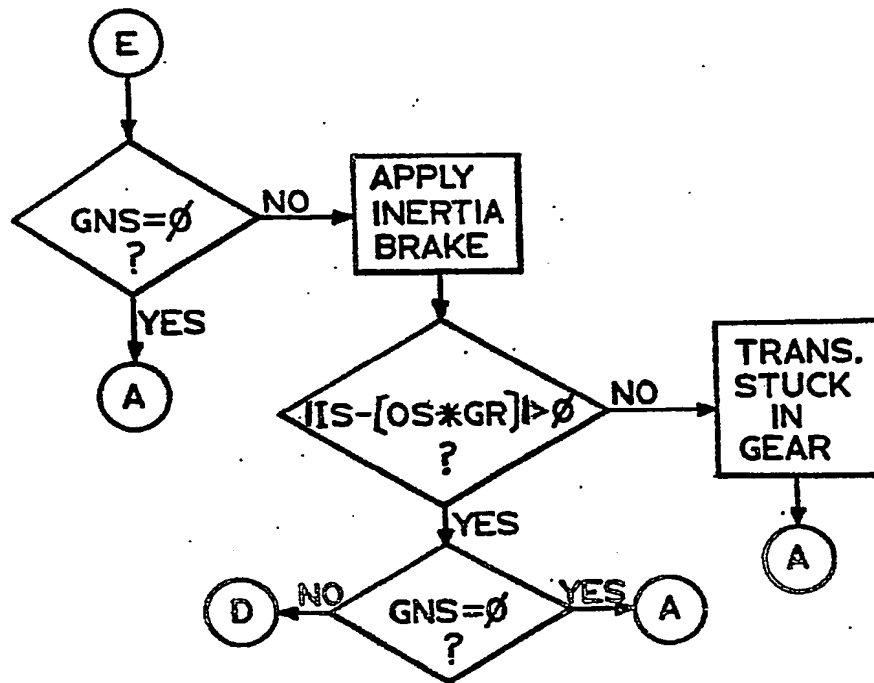 E
GNS=Ø
?
NO
YES
A
APPLY
INERTIA
BRAKE
|IS-[OS*GR]|>Ø
?
NO
TRANS.
STUCK
IN
GEAR
A
YES
GNS=Ø
?
NO
D
YES
A